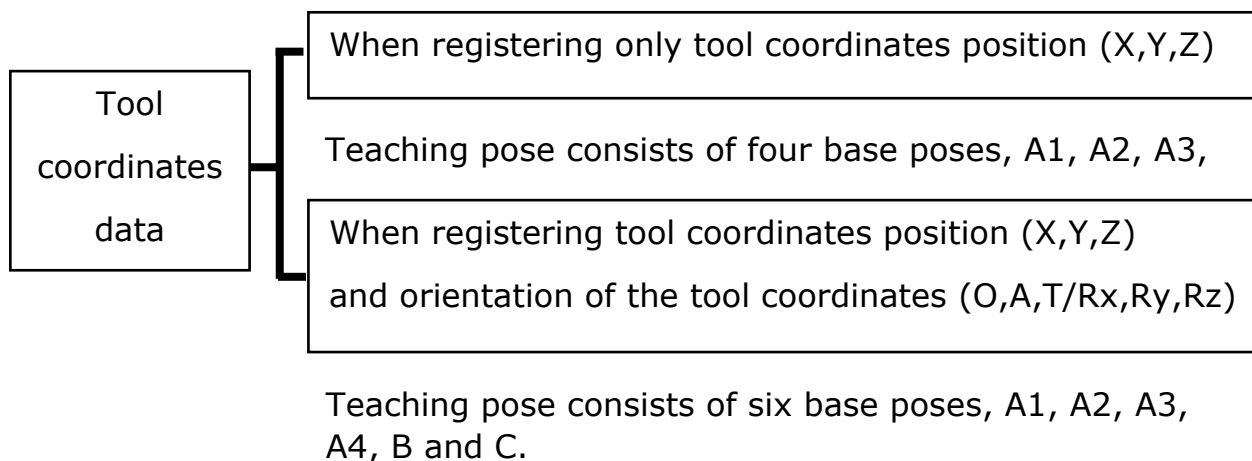 Tool
coordinates
data
When registering only tool coordinates position (X,Y,Z)
Teaching pose consists of four base poses, A1, A2, A3,
When registering tool coordinates position (X,Y,Z)
and orientation of the tool coordinates (O,A,T/Rx,Ry,Rz)
Teaching pose consists of six base poses, A1, A2, A3,
A4, B and C.